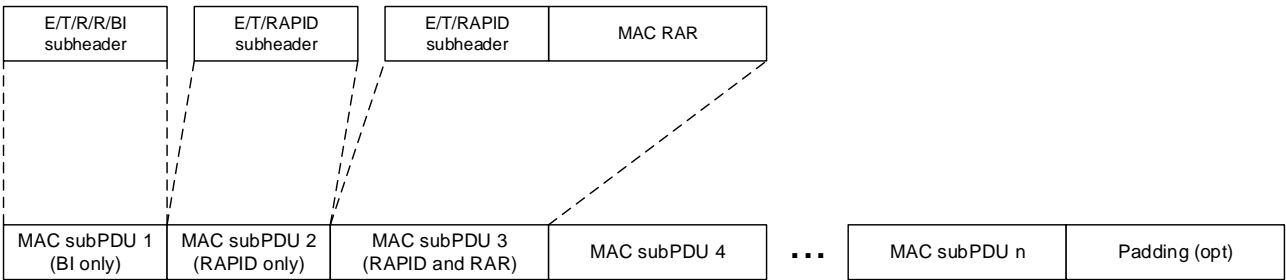 E/T/R/R/BI
subheader
E/T/RAPID
subheader
E/T/RAPID
subheader
MAC RAR
MAC subPDU 1
(BI only)
MAC subPDU 2
(RAPID only)
MAC subPDU 3
(RAPID and RAR)
MAC subPDU 4
...
MAC subPDU n
Padding (opt)